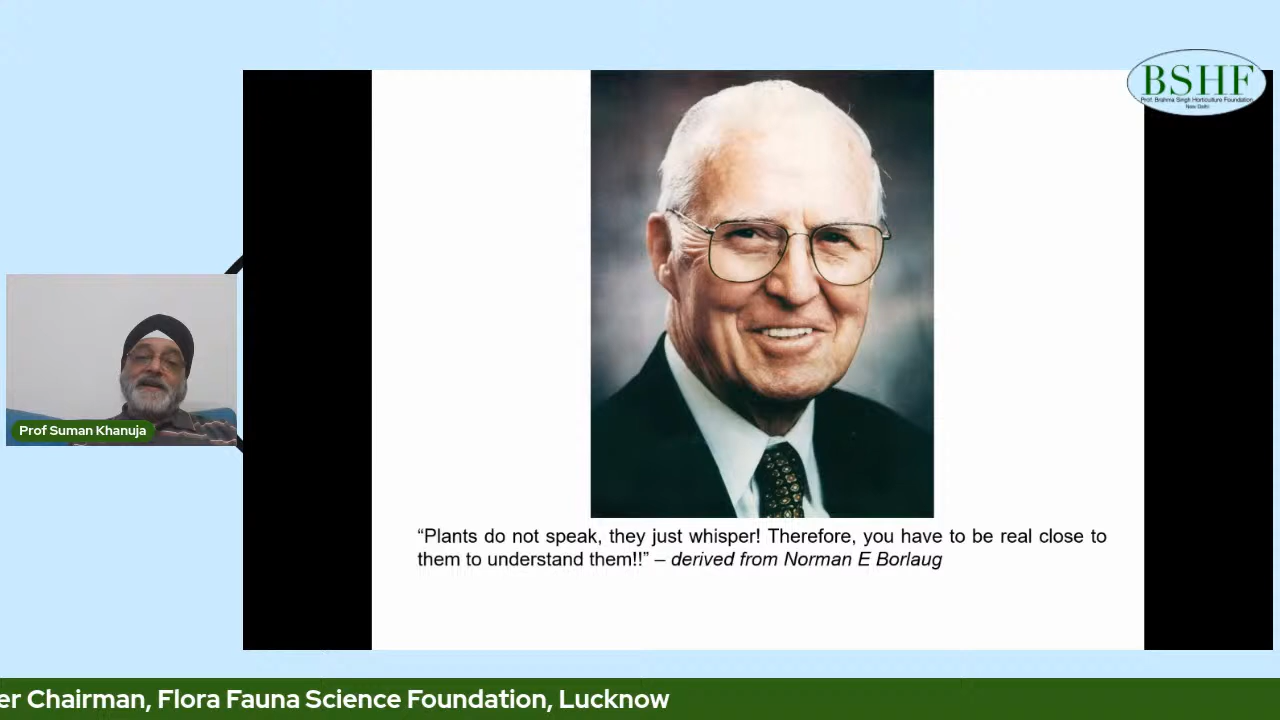 BSHF
Prof. Brahma Singh Horticulture Foundation
New Delhi
Prof Suman Khanuja
“Plants do not speak, they just whisper! Therefore, you have to be real close to
them to understand them!!” – derived from Norman E Borlaug
er Chairman, Flora Fauna Science Foundation, Lucknow